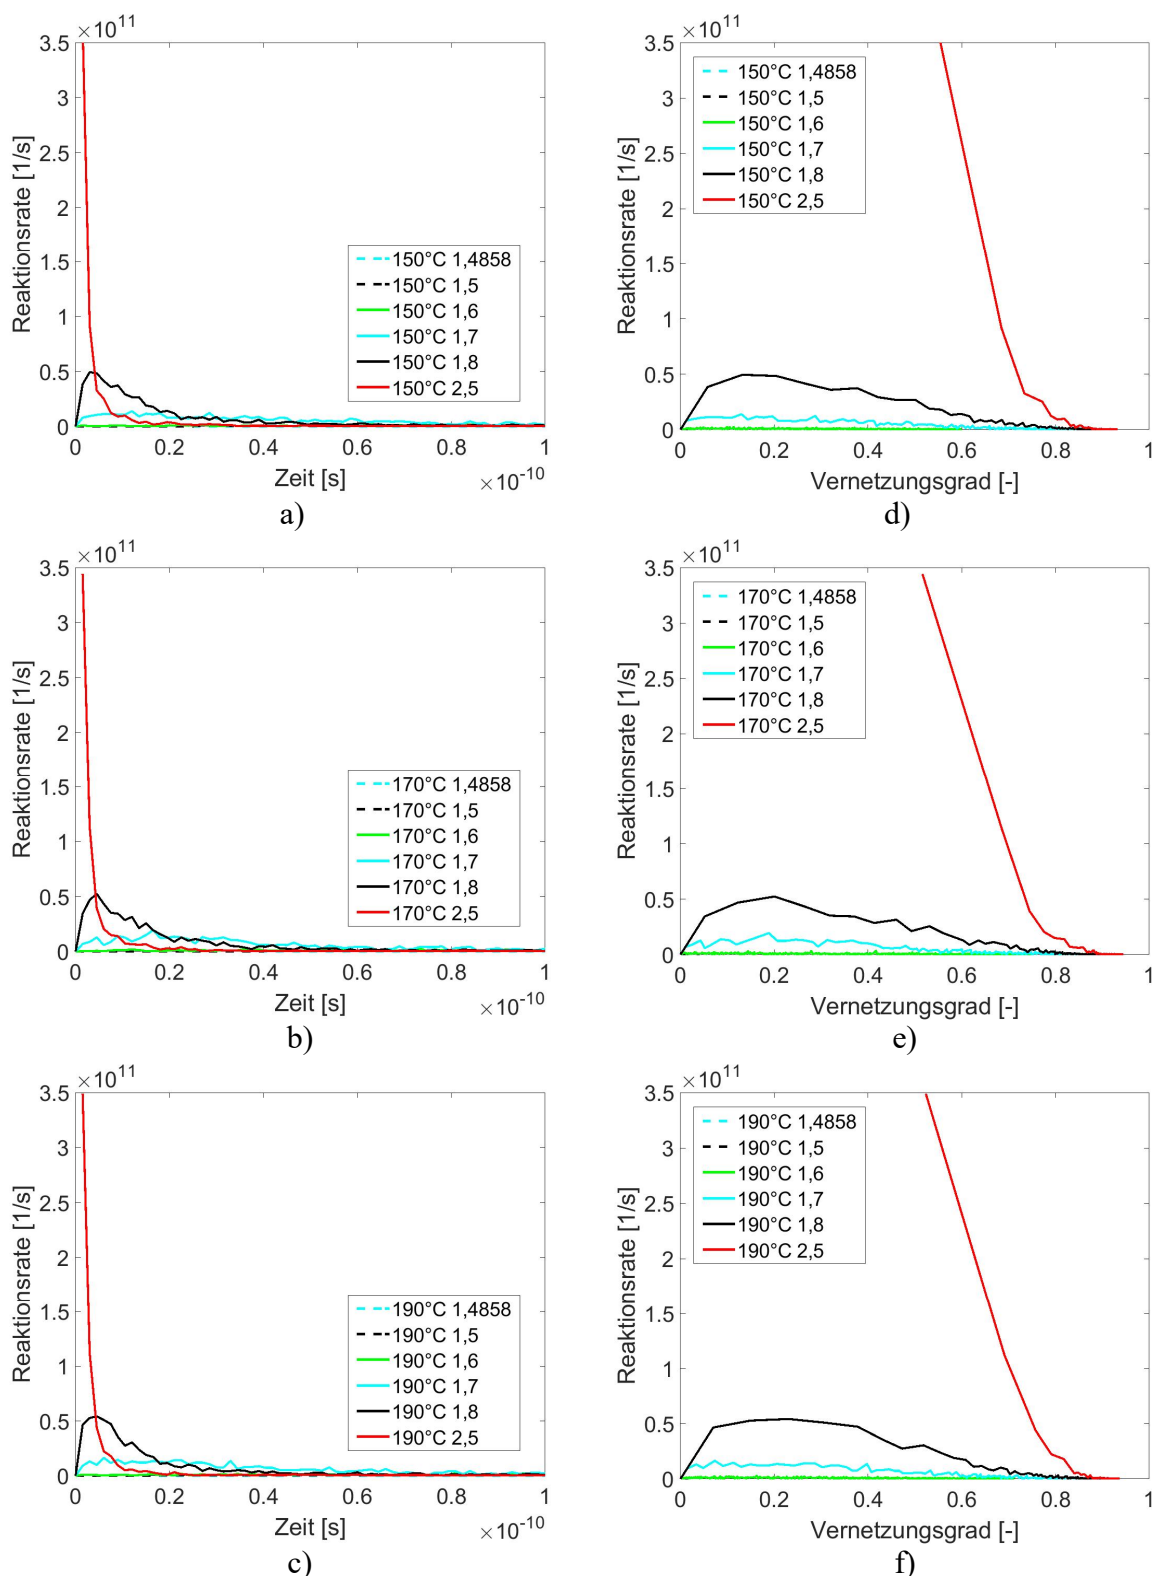 ×10^11
3.5
3
2.5
2
1.5
1
0.5
0
Reaktionsrate [1/s]
150°C 1,4858
150°C 1,5
150°C 1,6
150°C 1,7
150°C 1,8
150°C 2,5
0 0.2 0.4 0.6 0.8 1
Zeit [s]
×10^-10
a)
×10^11
3.5
3
2.5
2
1.5
1
0.5
0
Reaktionsrate [1/s]
150°C 1,4858
150°C 1,5
150°C 1,6
150°C 1,7
150°C 1,8
150°C 2,5
0 0.2 0.4 0.6 0.8 1
Vernetzungsgrad [-]
d)
×10^11
3.5
3
2.5
2
1.5
1
0.5
0
Reaktionsrate [1/s]
170°C 1,4858
170°C 1,5
170°C 1,6
170°C 1,7
170°C 1,8
170°C 2,5
0 0.2 0.4 0.6 0.8 1
Zeit [s]
×10^-10
b)
×10^11
3.5
3
2.5
2
1.5
1
0.5
0
Reaktionsrate [1/s]
170°C 1,4858
170°C 1,5
170°C 1,6
170°C 1,7
170°C 1,8
170°C 2,5
0 0.2 0.4 0.6 0.8 1
Vernetzungsgrad [-]
e)
×10^11
3.5
3
2.5
2
1.5
1
0.5
0
Reaktionsrate [1/s]
190°C 1,4858
190°C 1,5
190°C 1,6
190°C 1,7
190°C 1,8
190°C 2,5
0 0.2 0.4 0.6 0.8 1
Zeit [s]
×10^-10
c)
×10^11
3.5
3
2.5
2
1.5
1
0.5
0
Reaktionsrate [1/s]
190°C 1,4858
190°C 1,5
190°C 1,6
190°C 1,7
190°C 1,8
190°C 2,5
0 0.2 0.4 0.6 0.8 1
Vernetzungsgrad [-]
f)